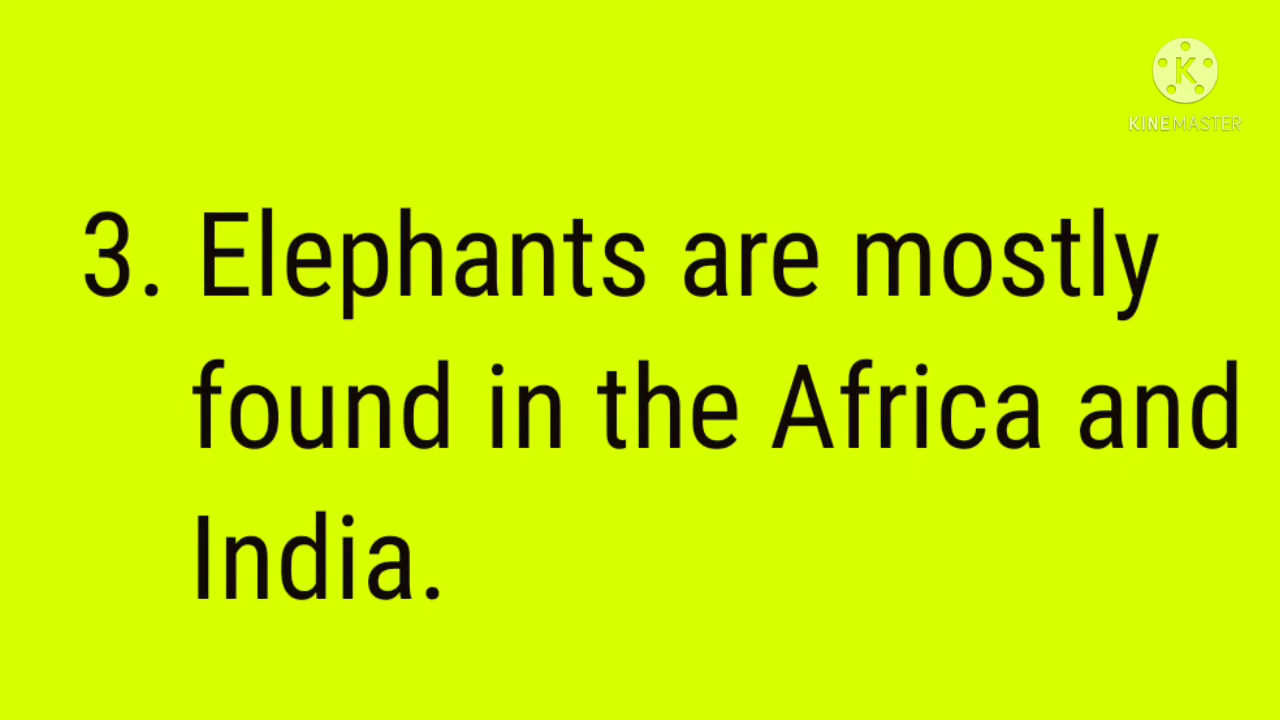 K
KINEMASTER
3. Elephants are mostly
found in the Africa and
India.